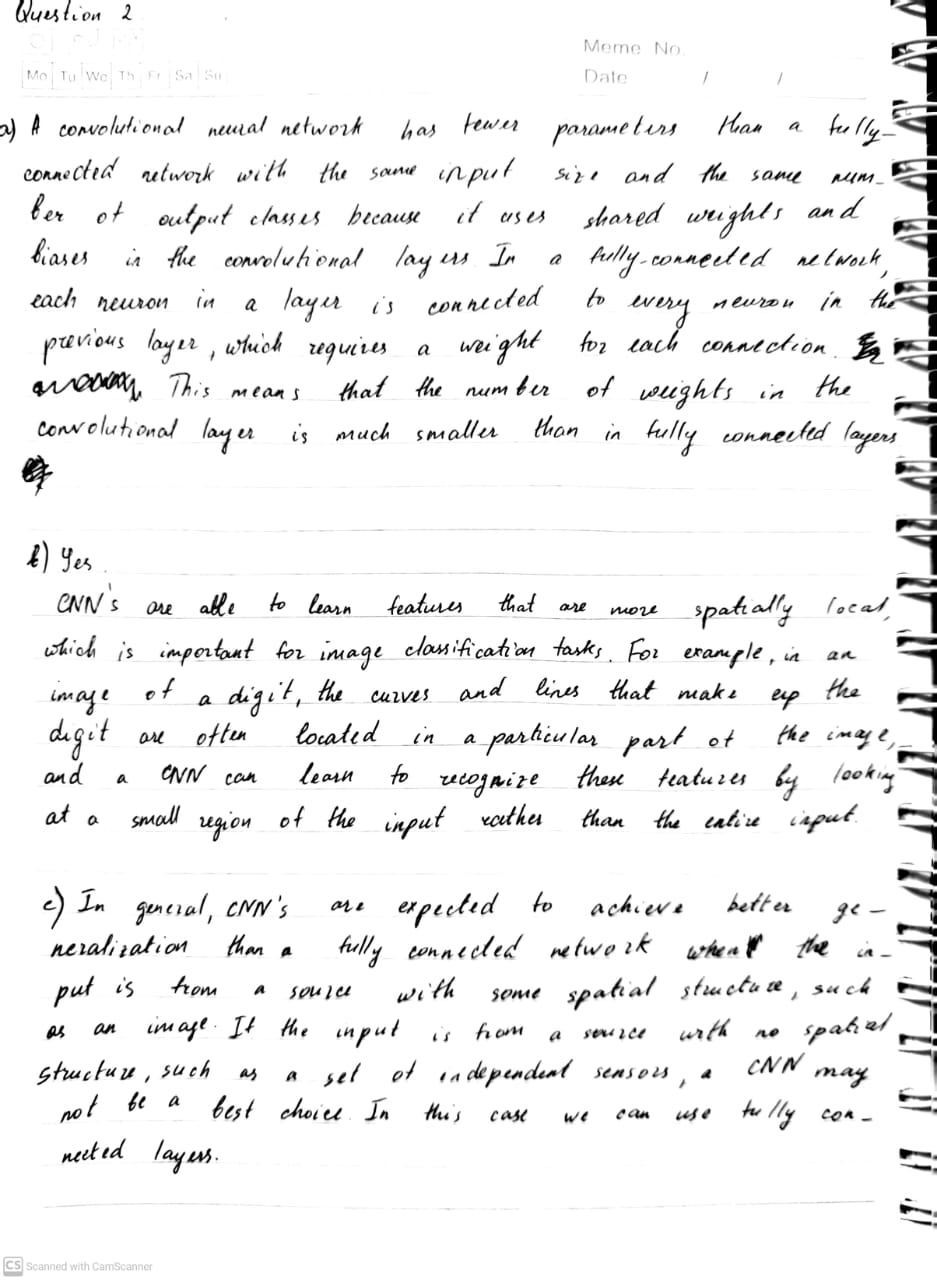 Question 2
Meme No.
Mo Tu We Th Fr Sa Su
Date / /
a) A convolutional neural network has fewer parameters than a fully-
connected network with the same input size and the same num-
ber of output classes because it uses shared weights and
biases in the convolutional layers In a fully-connected network,
each neuron in a layer is connected to every neuron in the
previous layer, which requires a weight for each connection.
This means that the number of weights in the
convolutional layer is much smaller than in fully connected layers
b) Yes.
CNN's are able to learn features that are more spatially local,
which is important for image classification tasks. For example, in an
image of a digit, the curves and lines that make up the
digit are often located in a particular part of the image,
and a CNN can learn to recognize these features by looking
at a small region of the input rather than the entire input.
c) In general, CNN's are expected to achieve better ge-
neralization than a fully connected network when the in-
put is from a source with some spatial structure, such
as an image. If the input is from a source with no spatial
structure, such as a set of independent sensors, a CNN may
not be a best choice. In this case we can use fully con-
nected layers.
CS Scanned with CamScanner